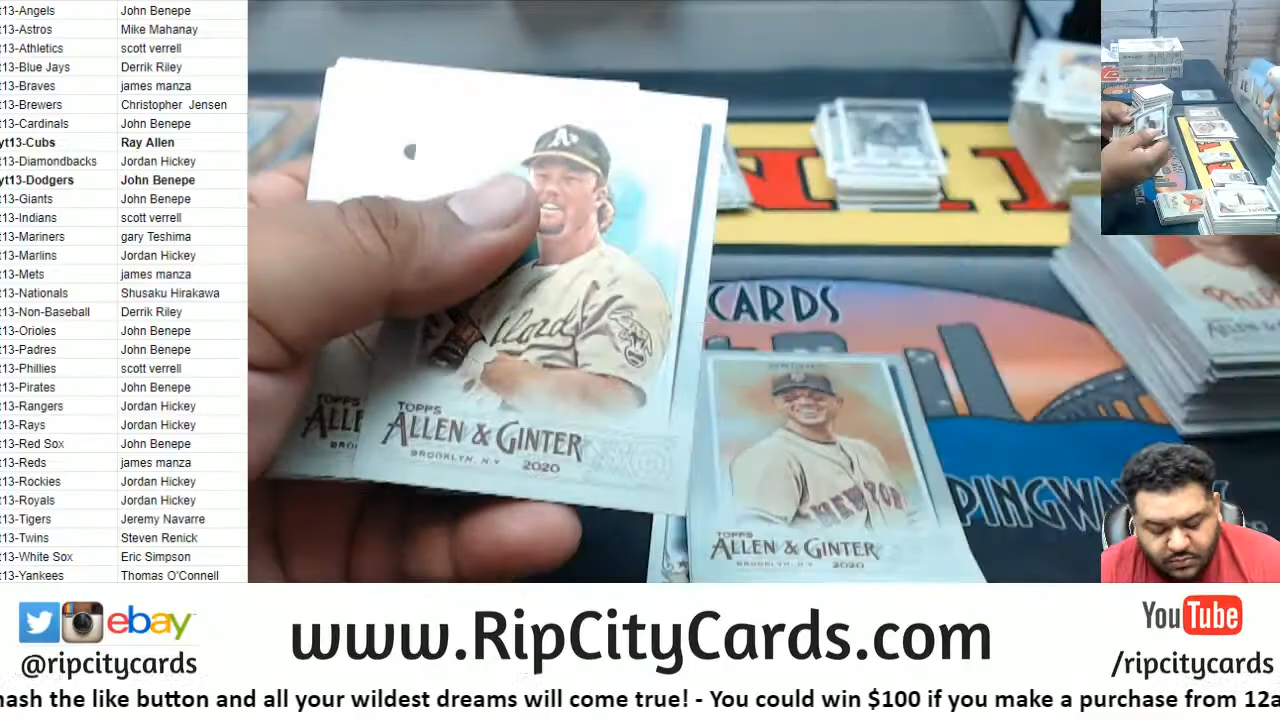 t13-Angels John Benepe
t13-Astros Mike Mahanay
t13-Athletics scott verrell
t13-Blue Jays Derrik Riley
t13-Braves james manza
t13-Brewers Christopher Jensen
t13-Cardinals John Benepe
yt13-Cubs Ray Allen
t13-Diamondbacks Jordan Hickey
yt13-Dodgers John Benepe
t13-Giants John Benepe
t13-Indians scott verrell
t13-Mariners gary Teshima
t13-Marlins Jordan Hickey
t13-Mets james manza
t13-Nationals Shusaku Hirakawa
t13-Non-Baseball Derrik Riley
t13-Orioles John Benepe
t13-Padres John Benepe
t13-Phillies scott verrell
t13-Pirates John Benepe
t13-Rangers Jordan Hickey
t13-Rays Jordan Hickey
t13-Red Sox John Benepe
t13-Reds james manza
t13-Rockies Jordan Hickey
t13-Royals Jordan Hickey
t13-Tigers Jeremy Navarre
t13-Twins Steven Renick
t13-White Sox Eric Simpson
t13-Yankees Thomas O'Connell
A's
TOPPS
ALLEN & GINTER
BROOKLYN, N.Y. 2020
TOPPS
ALLE
BRO
NEW YOR
TOPPS
ALLEN & GINTER
BROOKLYN, N.Y. 2020
CARDS
PINGWA
ebay
@ripcitycards
www.RipCityCards.com
YouTube
/ripcitycards
mash the like button and all your wildest dreams will come true! - You could win $100 if you make a purchase from 12a